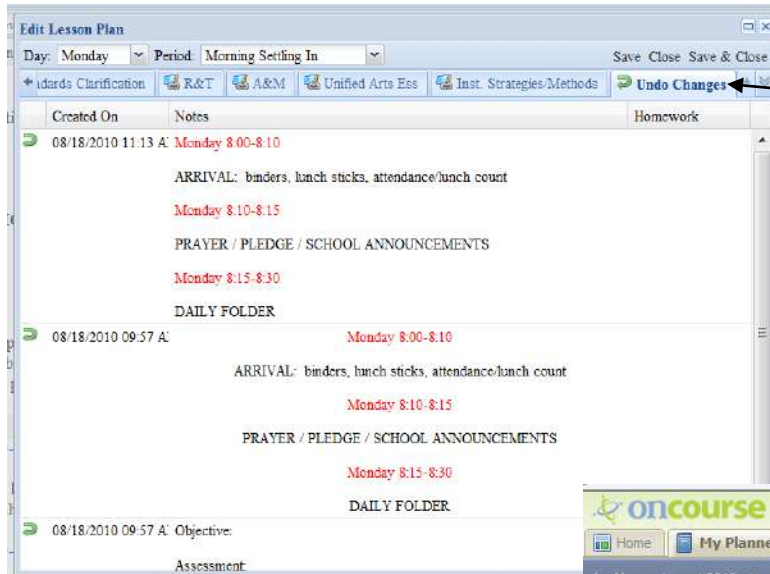 Edit Lesson Plan
Day: Monday Period: Morning Settling In Save Close Save & Close
dards Clarification R&T A&M Unified Arts Ess Inst. Strategies/Methods Undo Changes
Created On Notes Homework
08/18/2010 11:13 A Monday 8:00-8:10
ARRIVAL: binders, lunch sticks, attendance/lunch count
Monday 8:10-8:15
PRAYER / PLEDGE / SCHOOL ANNOUNCEMENTS
Monday 8:15-8:30
DAILY FOLDER
08/18/2010 09:57 A Monday 8:00-8:10
ARRIVAL: binders, lunch sticks, attendance/lunch count
Monday 8:10-8:15
PRAYER / PLEDGE / SCHOOL ANNOUNCEMENTS
Monday 8:15-8:30
DAILY FOLDER
08/18/2010 09:57 A Objective:
Assessment:
oncourse
Home My Planne